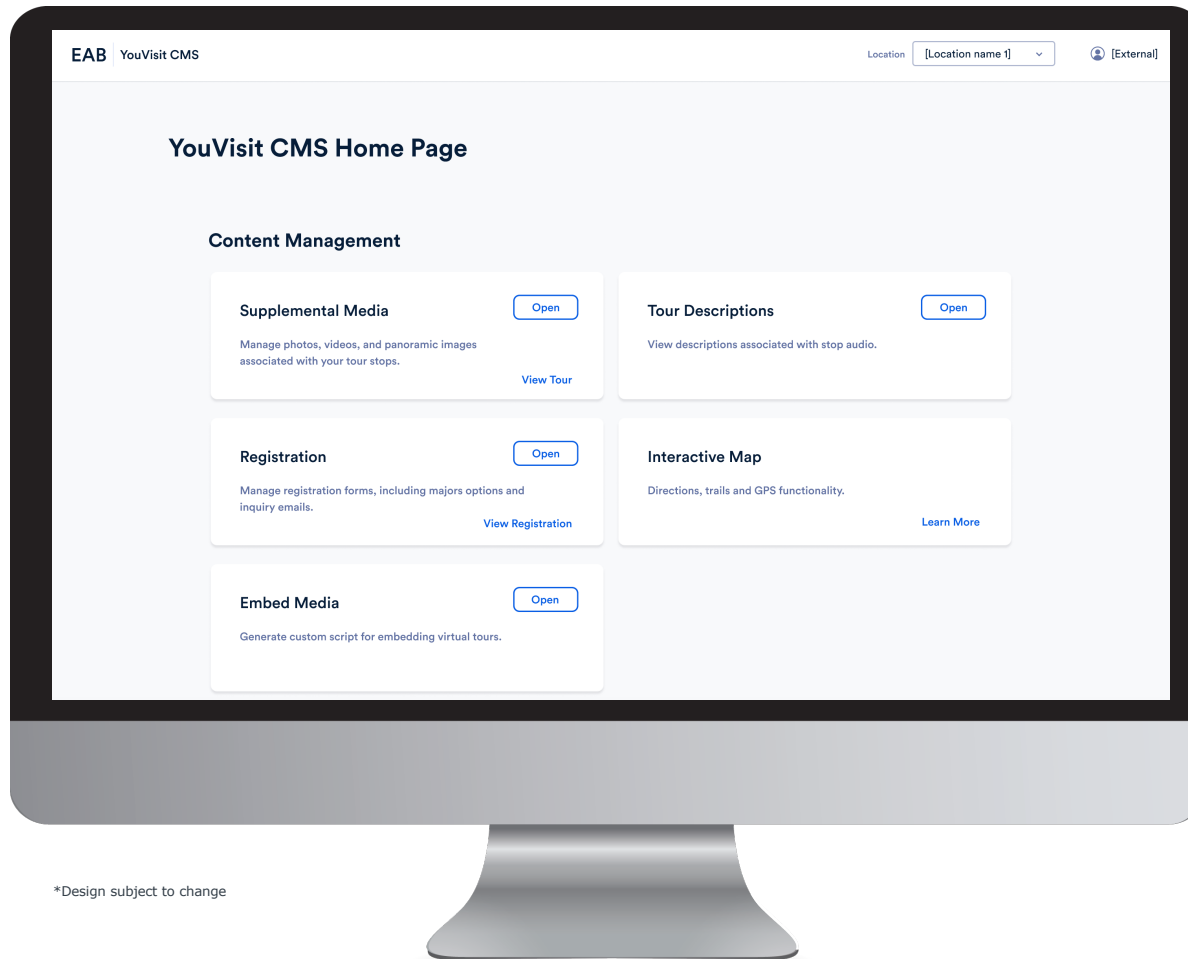 EAB YouVisit CMS
Location [Location name 1] [External]
YouVisit CMS Home Page
Content Management
Supplemental Media
Open
Manage photos, videos, and panoramic images
associated with your tour stops.
View Tour
Tour Descriptions
Open
View descriptions associated with stop audio.
Registration
Open
Manage registration forms, including majors options and
inquiry emails.
View Registration
Interactive Map
Directions, trails and GPS functionality.
Learn More
Embed Media
Open
Generate custom script for embedding virtual tours.
*Design subject to change